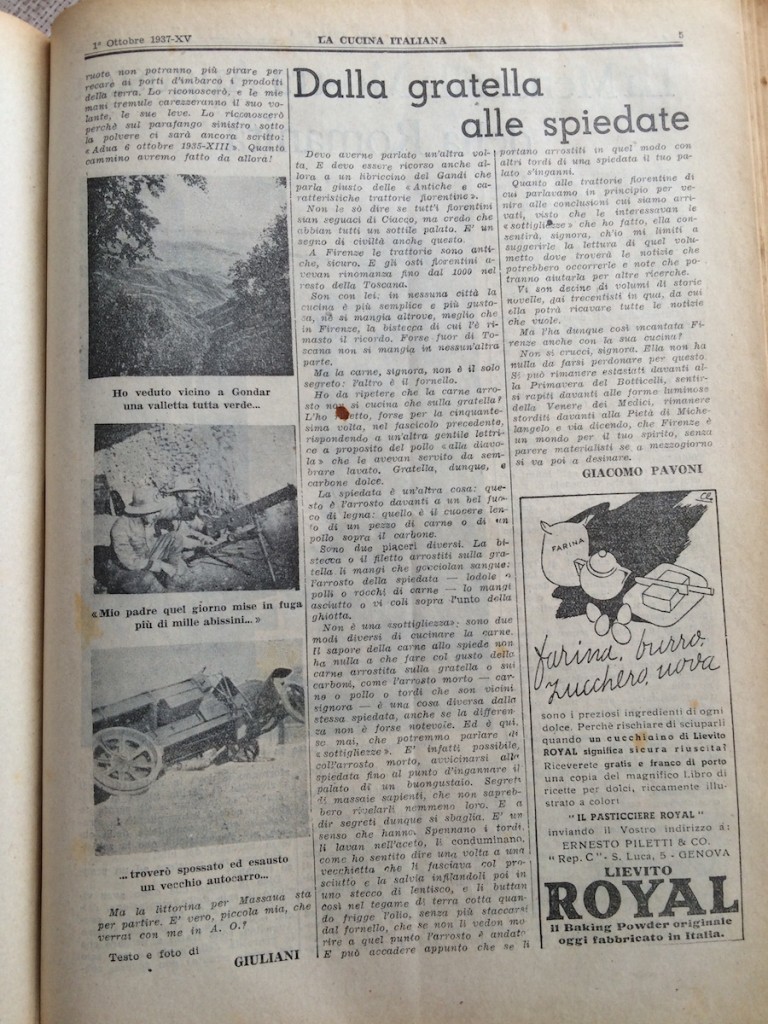 1° Ottobre 1937-XV
LA CUCINA ITALIANA
5
ruote non potranno più girare per
recare ai porti d'imbarco i prodotti
della terra. Lo riconoscerò, e le mie
mani tremule carezzeranno il suo vo-
lante, le sue leve. Lo riconoscerò
perchè sul parafango sinistro sotto
la polvere ci sarà ancora scritto:
«Adua 6 ottobre 1935-XIII». Quanto
cammino avremo fatto da allora!
Ho veduto vicino a Gondar
una valletta tutta verde...
«Mio padre quel giorno mise in fuga
più di mille abissini...»
...troverò spossato ed esausto
un vecchio autocarro...
Ma la littorina per Massaua sta
per partire. E' vero, piccola mia, che
verrai con me in A. O.?
Testo e foto di
GIULIANI
Dalla gratella
alle spiedate
Devo averne parlato un'altra vol-
ta. E devo essere ricorso anche al-
lora a un libriccino del Gandi che
parla giusto delle «Antiche e ca-
ratteristiche trattorie fiorentine».
Non le sò dire se tutt'i fiorentini
sian seguaci di Ciacco, ma credo che
abbian tutti un sottile palato. E' un
segno di civiltà anche questo.
A Firenze le trattorie sono anti-
che, sicuro. E gli osti fiorentini a-
vevan rinomanza fino dal 1000 nel
resto della Toscana.
Son con lei: in nessuna città la
cucina è più semplice e più gusto-
sa, nè si mangia altrove, meglio che
in Firenze, la bistecca di cui l'è ri-
masto il ricordo. Forse fuor di To-
scana non si mangia in nessun'altra
parte.
Ma la carne, signora, non è il solo
segreto: l'altro è il fornello.
Ho da ripetere che la carne arro-
sto non si cucina che sulla gratella?
L'ho detto, forse per la cinquante-
sima volta, nel fascicolo precedente,
rispondendo a un'altra gentile lettri-
ce a proposito del pollo «alla diavo-
la» che le avevan servito da sem-
brare lavato. Gratella, dunque, e
carbone dolce.
La spiedata è un'altra cosa: que-
sto è l'arrosto davanti a un bel fuo-
co di legna: quello è il cuocere len-
to di un pezzo di carne o di un
pollo sopra il carbone.
Sono due piaceri diversi. La bi-
stecca o il filetto arrostiti sulla gra-
tella li mangi che gocciolan sangue:
l'arrosto della spiedata — lodole o
polli o rocchi di carne — lo mangi
asciutto o vi coli sopra l'unto della
ghiotta.
Non è una «sottigliezza»: sono due
modi diversi di cucinare la carne.
Il sapore della carne allo spiede non
ha nulla a che fare col gusto della
carne arrostita sulla gratella o sui
carboni, come l'arrosto morto — car-
ne o pollo o tordi che son vicini
signora — è una cosa diversa dalla
stessa spiedata, anche se la differen-
za non è forse notevole. Ed è qui,
se mai, che potremmo parlare di
«sottigliezze». E' infatti possibile,
coll'arrosto morto, avvicinarsi alla
spiedata fino al punto d'ingannare il
palato di un buongustaio. Segreti
di massaie sapienti, che non sapreb-
bero rivelarli nemmeno loro. E a
dir segreti dunque si sbaglia. E' un
senso che hanno. Spennano i tordi,
li lavan nell'aceto, li conduminano,
come ho sentito dire una volta a una
vecchietta che li fasciava col pro-
sciutto e la salvia infilandoli poi in
uno stecco di lentisco, e li buttan
così nel tegame di terra cotta quan-
do frigge l'olio, senza più staccarsi
dal fornello, che se non li vedon mo-
rire a quel punto l'arrosto è andato
E può accadere appunto che se li
portano arrostiti in quel modo con
altri tordi di una spiedata il tuo pa-
lato s'inganni.
Quanto alle trattorie fiorentine di
cui parlavamo in principio per ve-
nire alle conclusioni cui siamo arri-
vati, visto che le interessavan le
«sottigliezze» che ho fatto, ella con-
sentirà, signora, ch'io mi limiti a
suggerirle la lettura di quel volu-
metto dove troverà le notizie che
potrebbero occorrerle e note che po-
tranno aiutarla per altre ricerche.
Vi son decine di volumi di storie
novelle, dai trecentisti in qua, da cui
ella potrà ricavare tutte le notizie
che vuole.
Ma l'ha dunque così incantata Fi-
renze anche con la sua cucina?
Non si crucci, signora. Ella non ha
nulla da farsi perdonare per questo.
Si può rimanere estasiati davanti al-
la Primavera del Botticelli, sentir-
si rapiti davanti alle forme luminose
della Venere dei Medici, rimanere
storditi davanti alla Pietà di Miche-
langelo e via dicendo, che Firenze è
un mondo per il tuo spirito, senza
parere materialisti se a mezzogiorno
si va poi a desinare.
GIACOMO PAVONI
FARINA
farina, burro,
zucchero, uova
sono i preziosi ingredienti di ogni
dolce. Perchè rischiare di sciuparli
quando un cucchiaino di Lievito
ROYAL significa sicura riuscita?
Riceverete gratis e franco di porto
una copia del magnifico Libro di
ricette per dolci, riccamente illu-
strato a colori
"IL PASTICCIERE ROYAL"
inviando il Vostro indirizzo a:
ERNESTO PILETTI & CO.
"Rep. C" - S. Luca, 5 - GENOVA
LIEVITO
ROYAL
Il Baking Powder originale
oggi fabbricato in Italia.